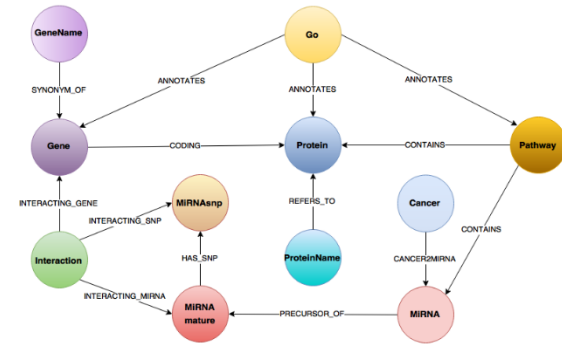 GeneName
Go
SYNONYM_OF
ANNOTATES
ANNOTATES
ANNOTATES
Gene
CODING
Protein
CONTAINS
Pathway
INTERACTING_GENE
INTERACTING_SNP
MiRNAsnp
REFERS_TO
Cancer
CONTAINS
Interaction
HAS_SNP
ProteinName
CANCER2MIRNA
INTERACTING_MIRNA
MiRNA
mature
PRECURSOR_OF
MiRNA